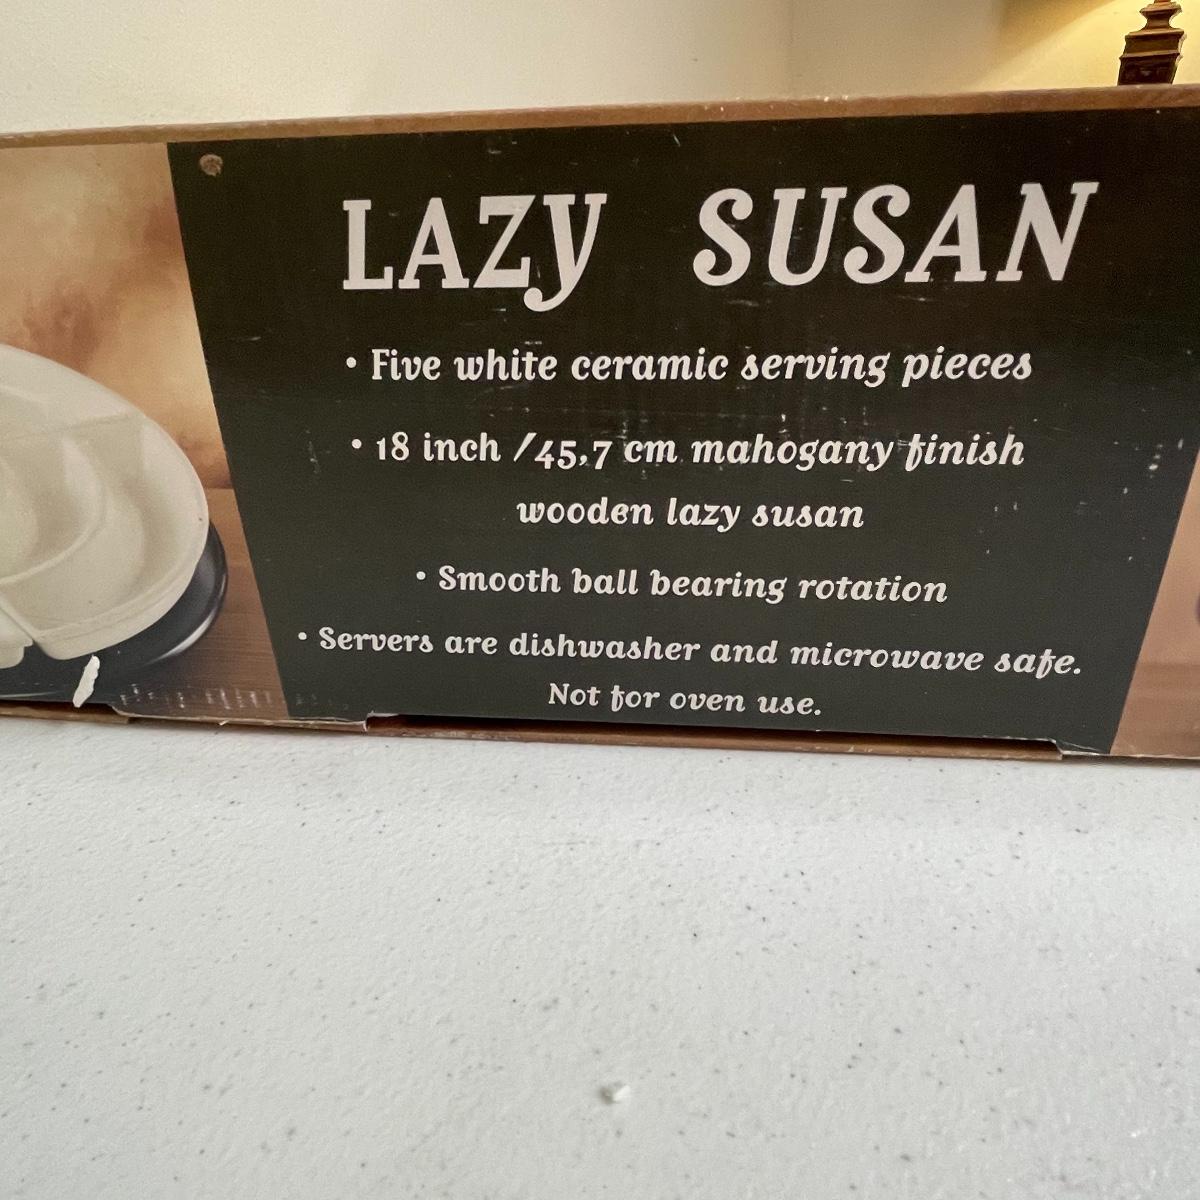 LAZY SUSAN
• Five white ceramic serving pieces
• 18 inch /45,7 cm mahogany finish
wooden lazy susan
• Smooth ball bearing rotation
• Servers are dishwasher and microwave safe.
Not for oven use.